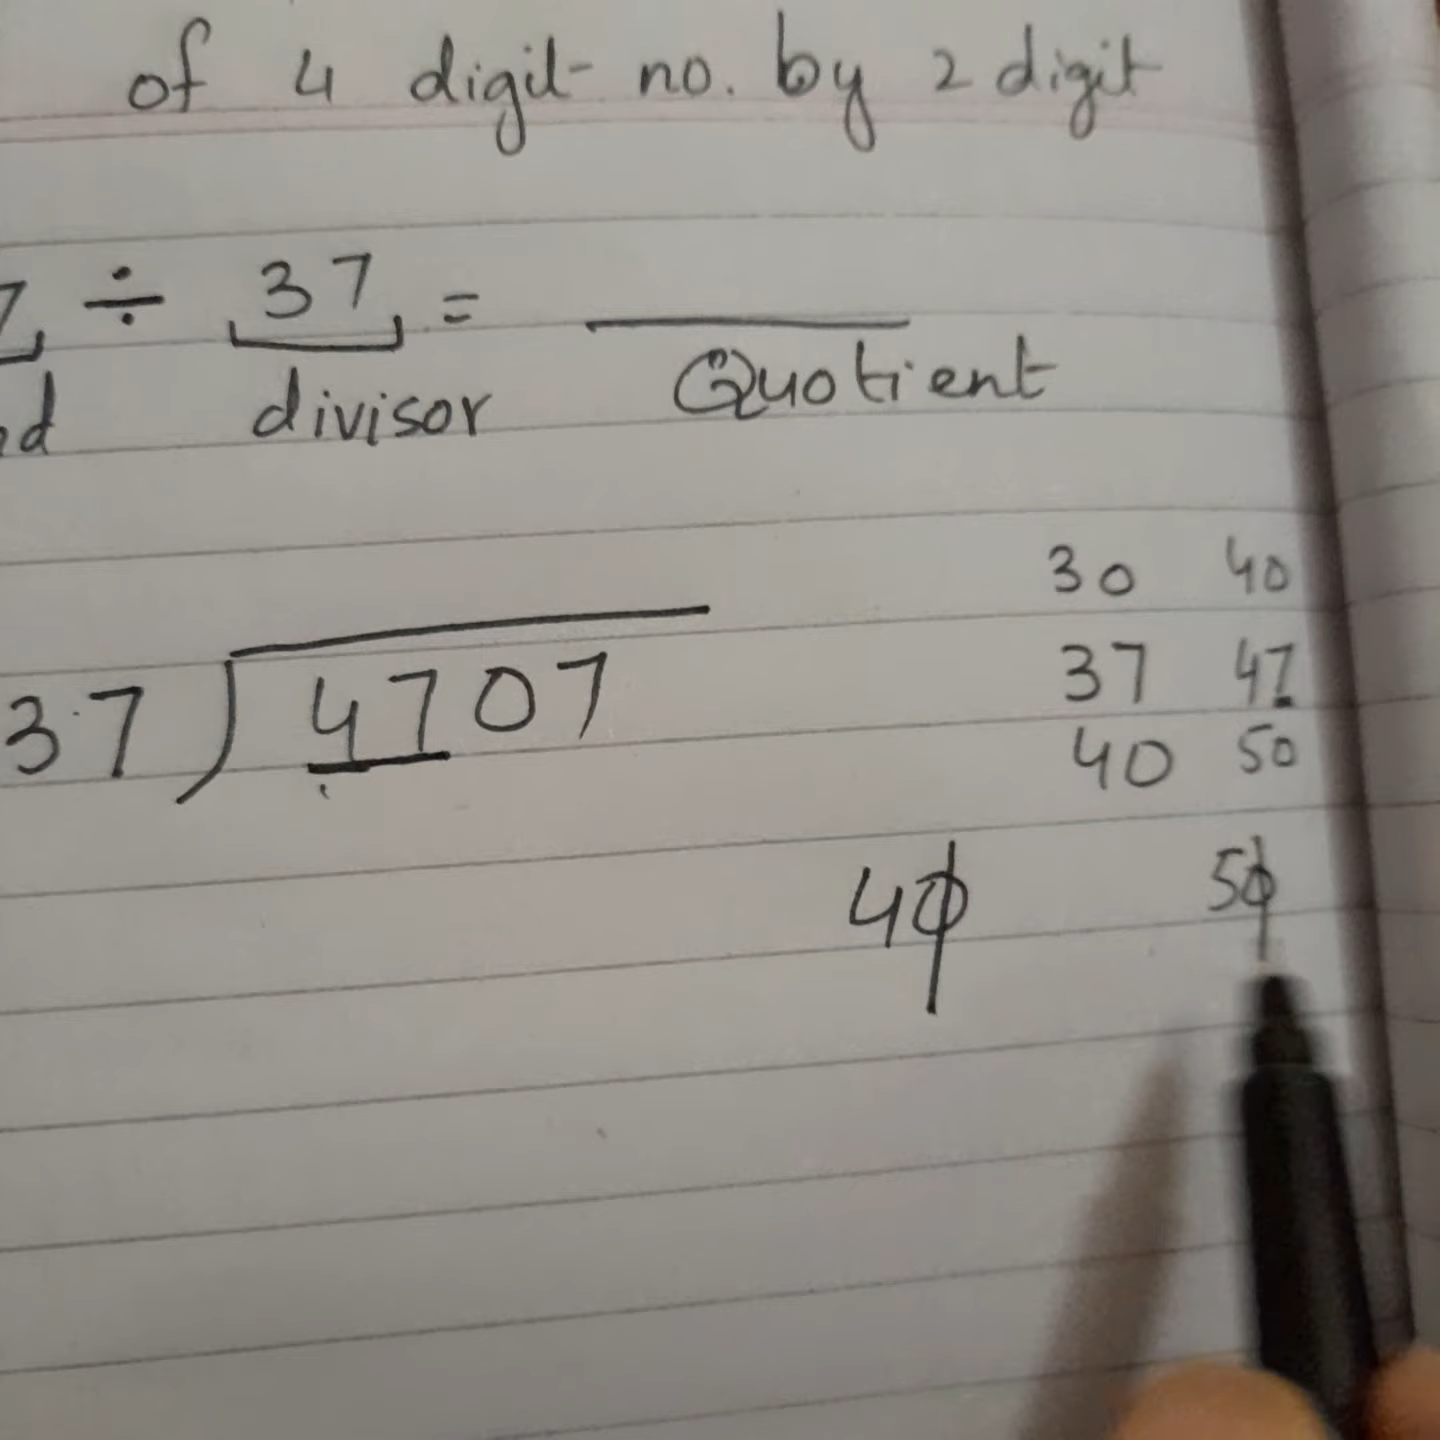 of 4 digit no. by 2 digit
7 ÷ 37 =
divisor Quotient
30 40
37 ) 4707 37 47
40 50
40 50